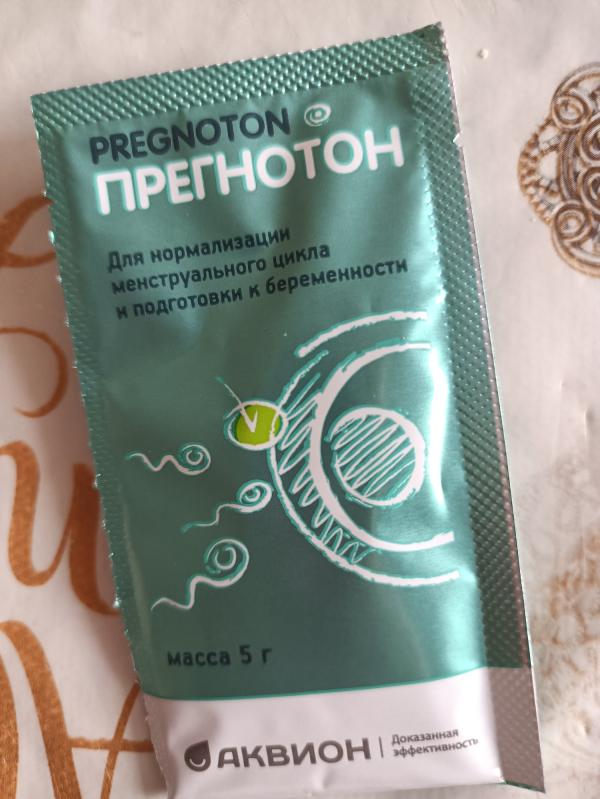 PREGNOTON
ПРЕГНОТОН
Для нормализации
менструального цикла
и подготовки к беременности
масса 5 г
АКВИОН
Доказанная
эффективность